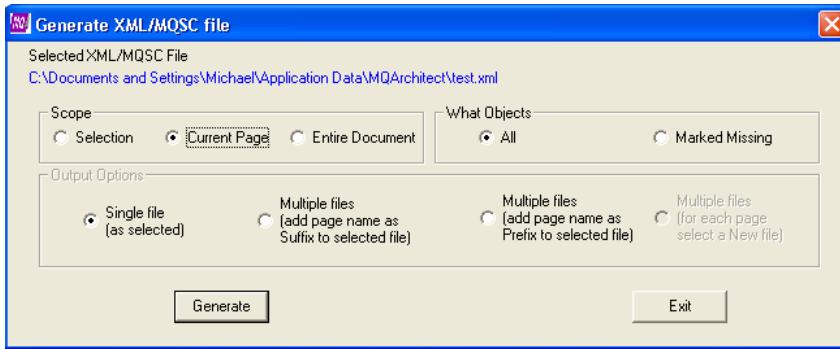 MQ Generate XML/MQSC file
Selected XML/MQSC File
C:\Documents and Settings\Michael\Application Data\MQArchitect\test.xml
Scope
Selection Current Page Entire Document
What Objects
All Marked Missing
Output Options
Single file
(as selected)
Multiple files
(add page name as
Suffix to selected file)
Multiple files
(add page name as
Prefix to selected file)
Multiple files
(for each page
select a New file)
Generate Exit